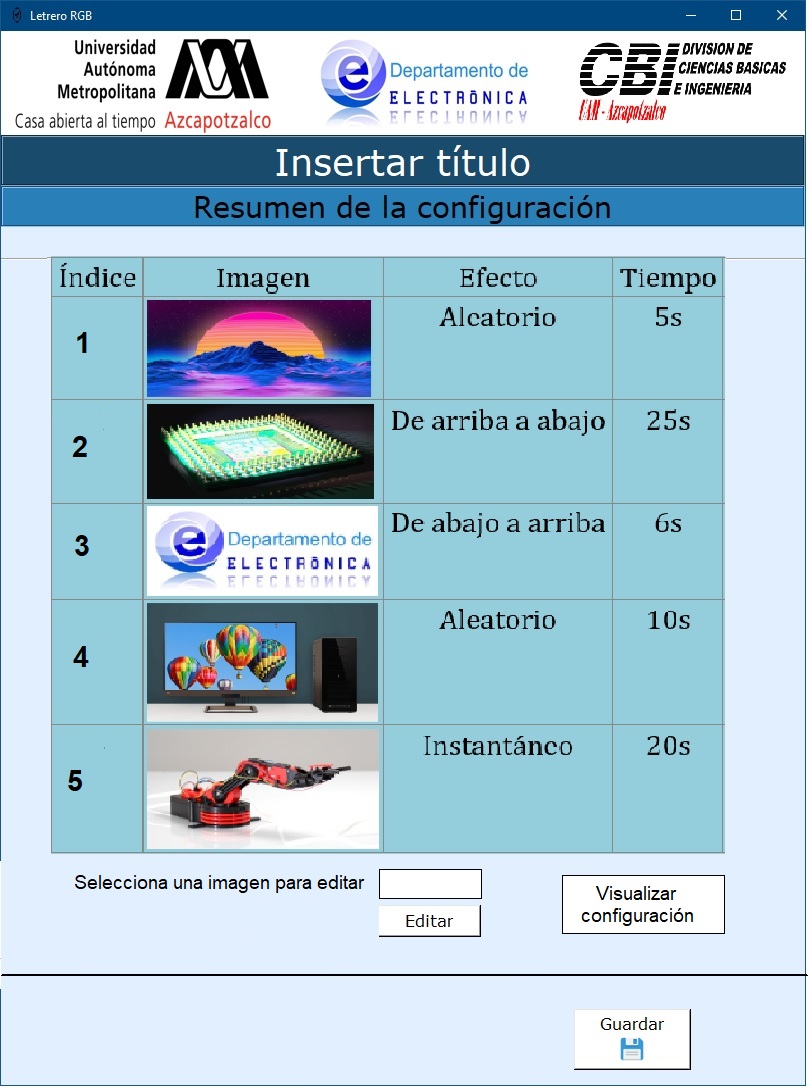 Letrero RGB
Universidad
Autónoma
Metropolitana
Casa abierta al tiempo Azcapotzalco
e Departamento de
ELECTRÓNICA
CBI DIVISION DE
CIENCIAS BASICAS
E INGENIERIA
UAM - Azcapotzalco
Insertar título
Resumen de la configuración
Índice Imagen Efecto Tiempo
1 Aleatorio 5s
2 De arriba a abajo 25s
3 e Departamento de De abajo a arriba 6s
ELECTRÓNICA
4 Aleatorio 10s
5 Instantáneo 20s
Selecciona una imagen para editar
Editar
Visualizar
configuración
Guardar